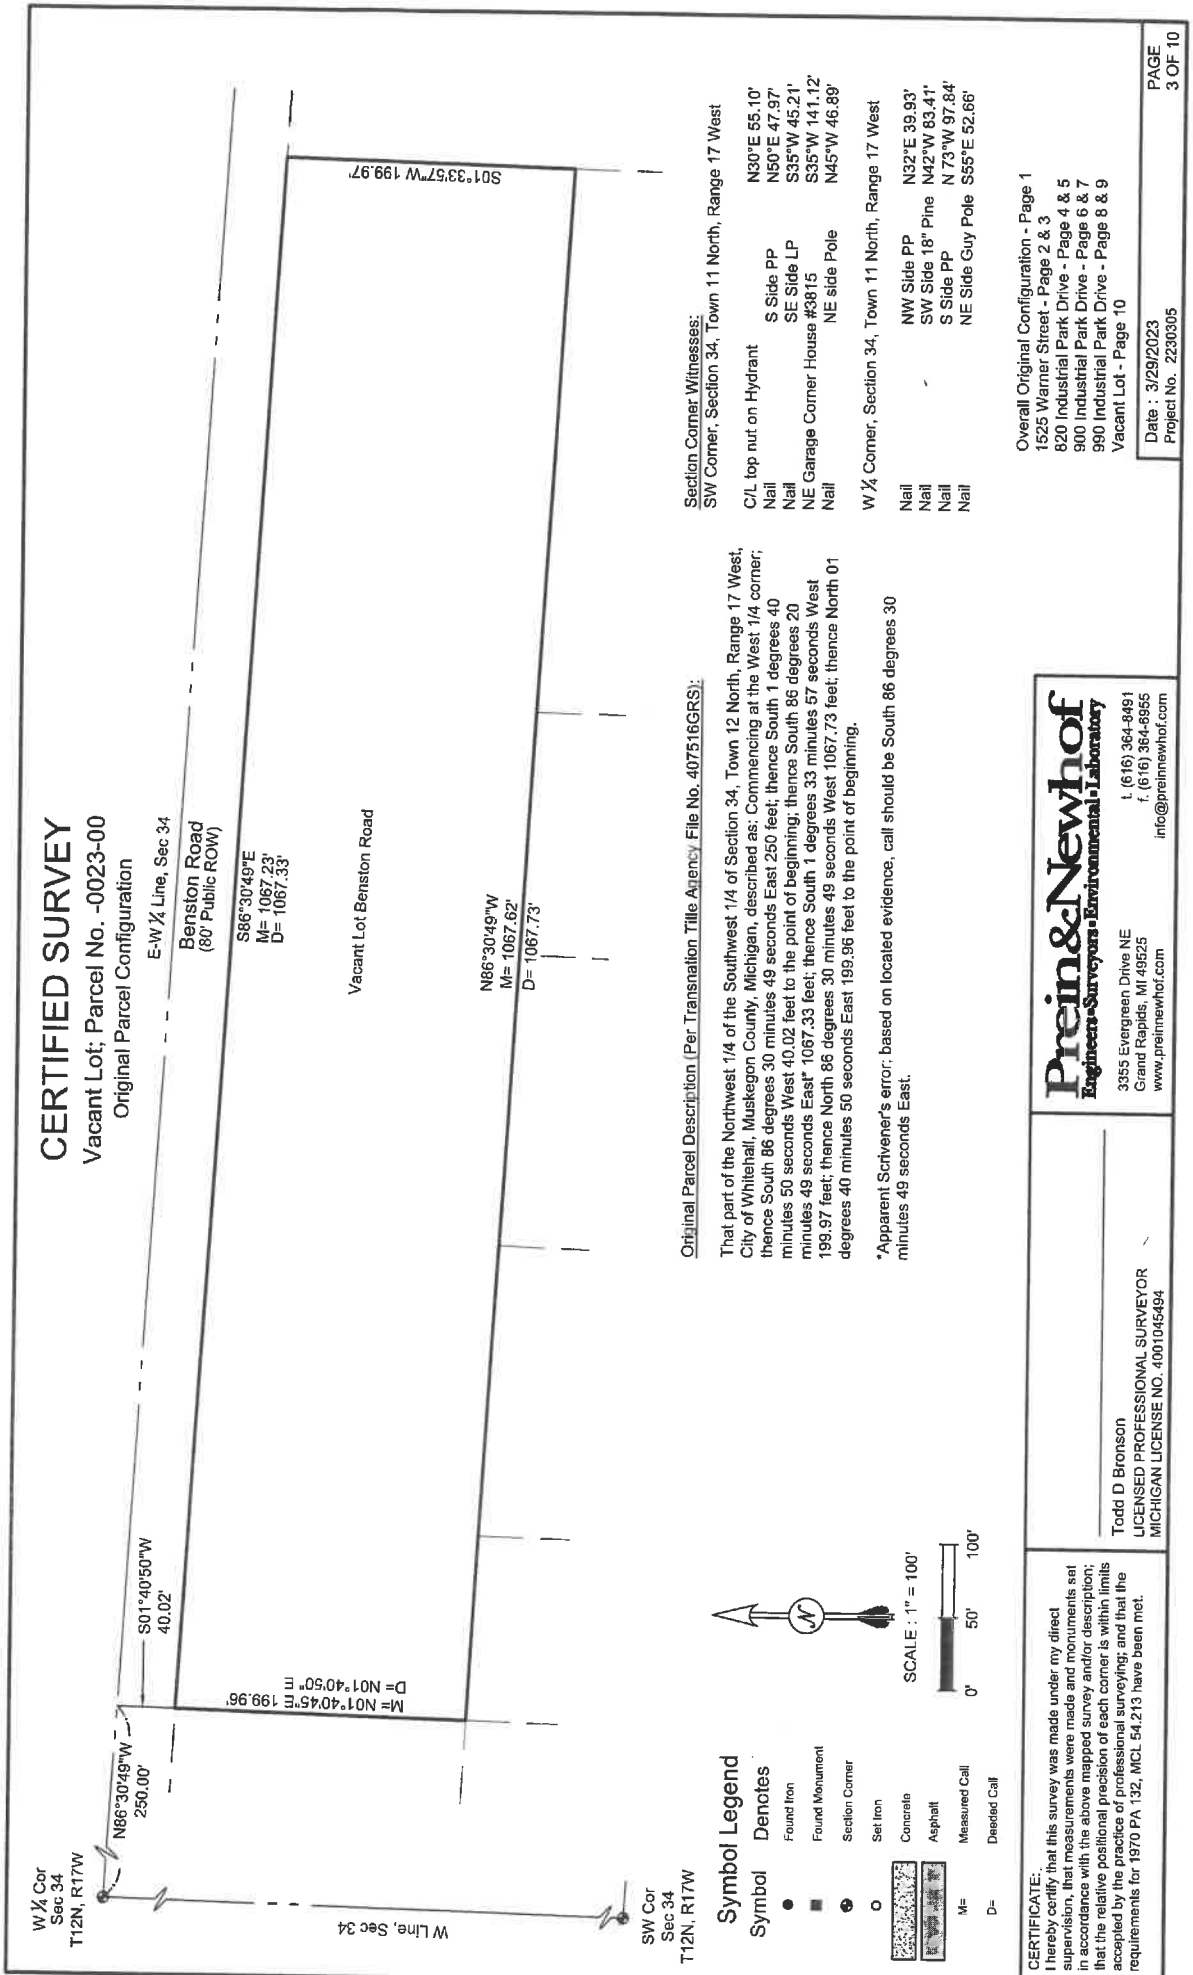 CERTIFIED SURVEY
Vacant Lot; Parcel No. -0023-00
Original Parcel Configuration
W ¼ Cor
Sec 34
T12N, R17W
N86°30'49"W
250.00'
S01°40'50"W
40.02'
E-W ¼ Line, Sec 34
Benston Road
(80' Public ROW)
S86°30'49"E
M= 1067.23'
D= 1067.33'
Vacant Lot Benston Road
S01°33'57"W 199.97'
M= N01°40'45"E 199.96'
D= N01°40'50" E
N86°30'49"W
M= 1067.62'
D= 1067.73'
W Line, Sec 34
SW Cor
Sec 34
T12N, R17W
Symbol Legend
Symbol Denotes
Found Iron
Found Monument
Section Corner
Set Iron
Concrete
Asphalt
M= Measured Call
D= Deeded Call
N
SCALE : 1" = 100'
0' 50' 100'
Original Parcel Description (Per Transnation Tille Agency File No. 407516GRS):
That part of the Northwest 1/4 of the Southwest 1/4 of Section 34, Town 12 North, Range 17 West,
City of Whitehall, Muskegon County, Michigan, described as: Commencing at the West 1/4 corner;
thence South 86 degrees 30 minutes 49 seconds East 250 feet; thence South 1 degrees 40
minutes 50 seconds West 40.02 feet to the point of beginning; thence South 86 degrees 20
minutes 49 seconds East* 1067.33 feet; thence South 1 degrees 33 minutes 57 seconds West
199.97 feet; thence North 86 degrees 30 minutes 49 seconds West 1067.73 feet; thence North 01
degrees 40 minutes 50 seconds East 199.96 feet to the point of beginning.
*Apparent Scrivener's error; based on located evidence, call should be South 86 degrees 30
minutes 49 seconds East.
Section Corner Witnesses:
SW Corner, Section 34, Town 11 North, Range 17 West
C/L top nut on Hydrant N30°E 55.10'
Nail S Side PP N50°E 47.97'
Nail SE Side LP S35°W 45.21'
NE Garage Corner House #3815 S35°W 141.12'
Nail NE side Pole N45°W 46.89'
W ¼ Corner, Section 34, Town 11 North, Range 17 West
Nail NW Side PP N32°E 39.93'
Nail SW Side 18" Pine N42°W 83.41'
Nail S Side PP N 73°W 97.84'
Nail NE Side Guy Pole S55°E 52.66'
Overall Original Configuration - Page 1
1525 Warner Street - Page 2 & 3
820 Industrial Park Drive - Page 4 & 5
900 Industrial Park Drive - Page 6 & 7
990 Industrial Park Drive - Page 8 & 9
Vacant Lot - Page 10
CERTIFICATE:
I hereby certify that this survey was made under my direct
supervision, that measurements were made and monuments set
in accordance with the above mapped survey and/or description;
that the relative positional precision of each corner is within limits
accepted by the practice of professional surveying; and that the
requirements for 1970 PA 132, MCL 54.213 have been met.
Todd D Bronson
LICENSED PROFESSIONAL SURVEYOR
MICHIGAN LICENSE NO. 4001045494
Prein&Newhof
Engineers▪Surveyors▪Environmental▪Laboratory
3355 Evergreen Drive NE t. (616) 364-8491
Grand Rapids, MI 49525 f. (616) 364-6955
www.preinnewhof.com info@preinnewhof.com
Date : 3/29/2023
Project No. 2230305
PAGE
3 OF 10